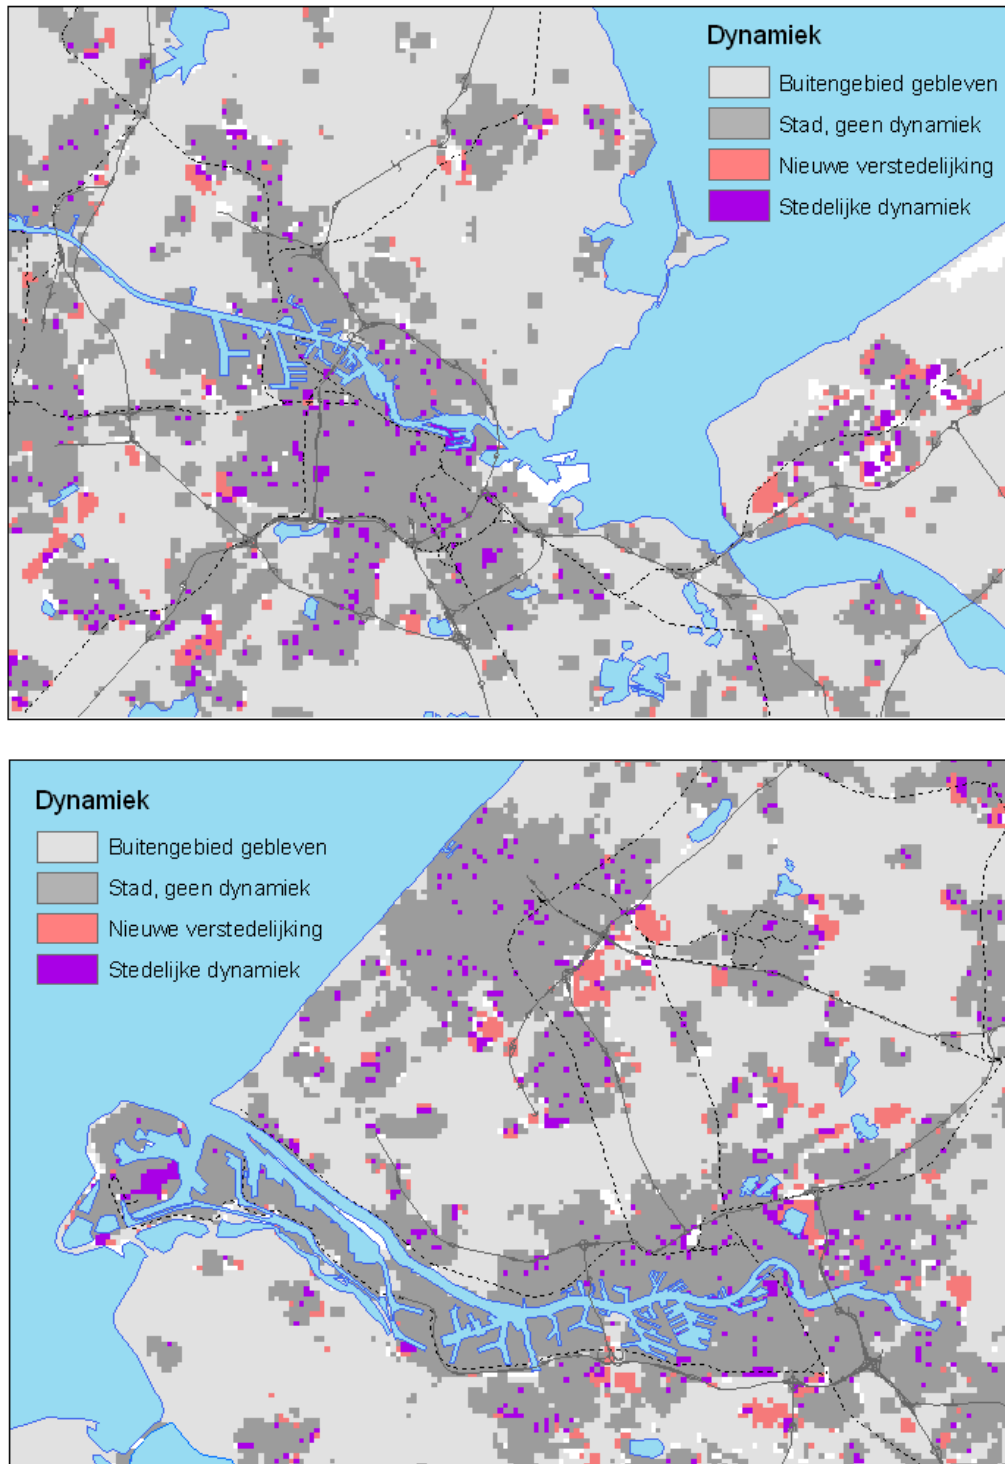 Dynamiek
Buitengebied gebleven
Stad, geen dynamiek
Nieuwe verstedelijking
Stedelijke dynamiek
Dynamiek
Buitengebied gebleven
Stad, geen dynamiek
Nieuwe verstedelijking
Stedelijke dynamiek